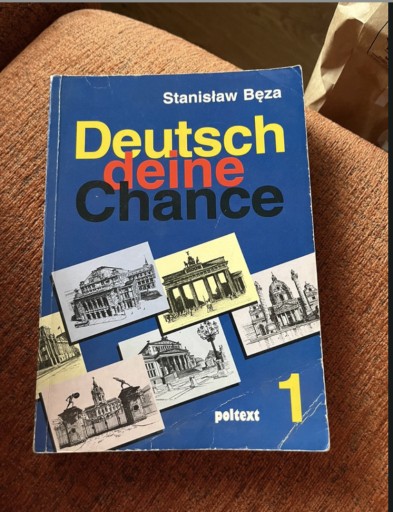 Stanisław Bęza
Deutsch
deine
Chance
poltext
1